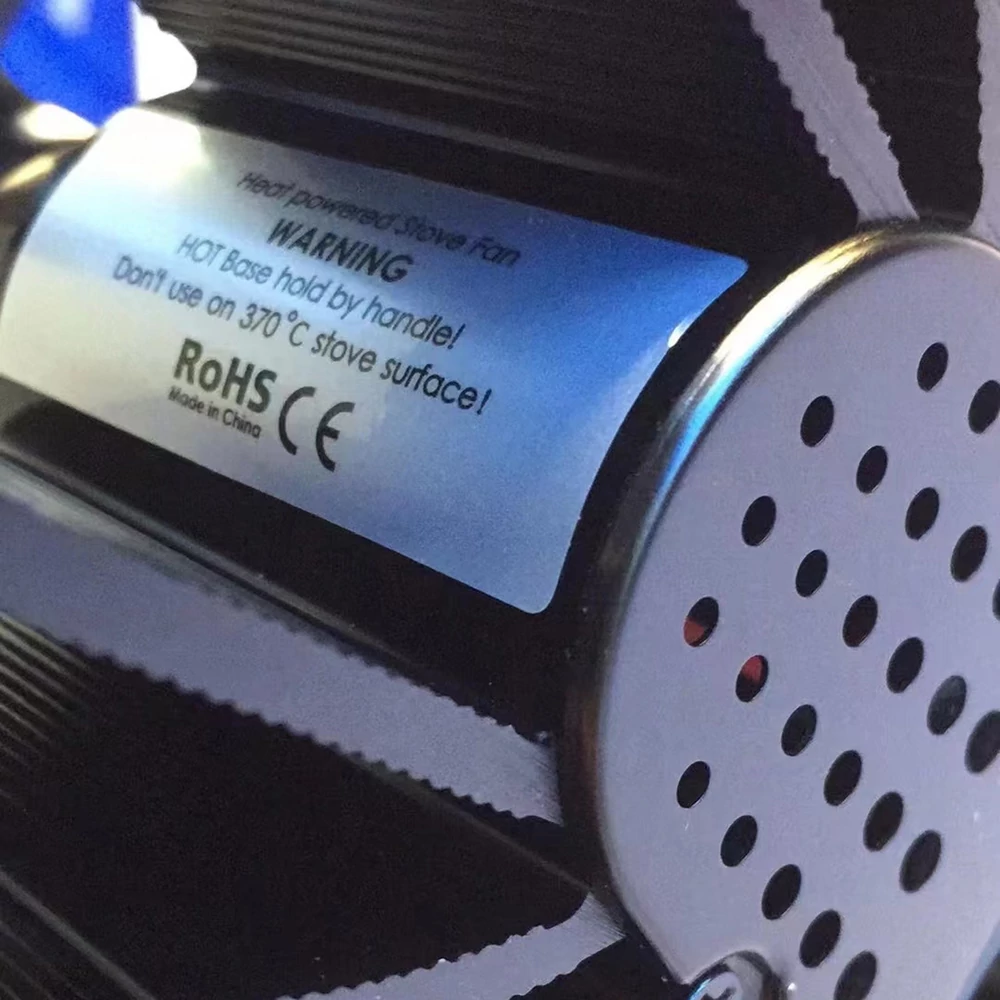 Heat powered Stove Fan
WARNING
HOT Base hold by handle!
Don't use on 370°C stove surface!
RoHS CE
Made in China